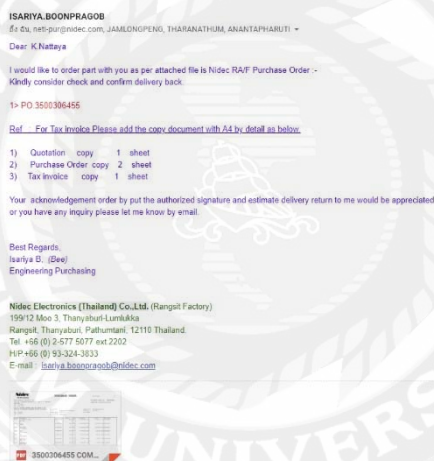 ISARIYA.BOONPRAGOB
ถึง ฉัน, neti-pur@nidec.com, JAMLONGPENG, THARANATHUM, ANANTAPHARUTI
Dear K.Nattaya
I would like to order part with you as per attached file is Nidec RA/F Purchase Order :-
Kindly consider check and confirm delivery back.
1> PO.3500306455
Ref : For Tax invoice Please add the copy document with A4 by detail as below.
1) Quotation copy 1 sheet
2) Purchase Order copy 2 sheet
3) Tax invoice copy 1 sheet
Your acknowledgement order by put the authorized signature and estimate delivery return to me would be appreciated
or you have any inquiry please let me know by email.
Best Regards,
Isariya B. (Bee)
Engineering Purchasing
Nidec Electronics (Thailand) Co.,Ltd. (Rangsit Factory)
199/12 Moo 3, Thanyaburi-Lumlukka
Rangsit, Thanyaburi, Pathumtani, 12110 Thailand.
Tel. +66 (0) 2-577 5077 ext.2202
H/P +66 (0) 93-324-3833
E-mail : isariya.boonpragob@nidec.com
PDF 3500306455 COM...